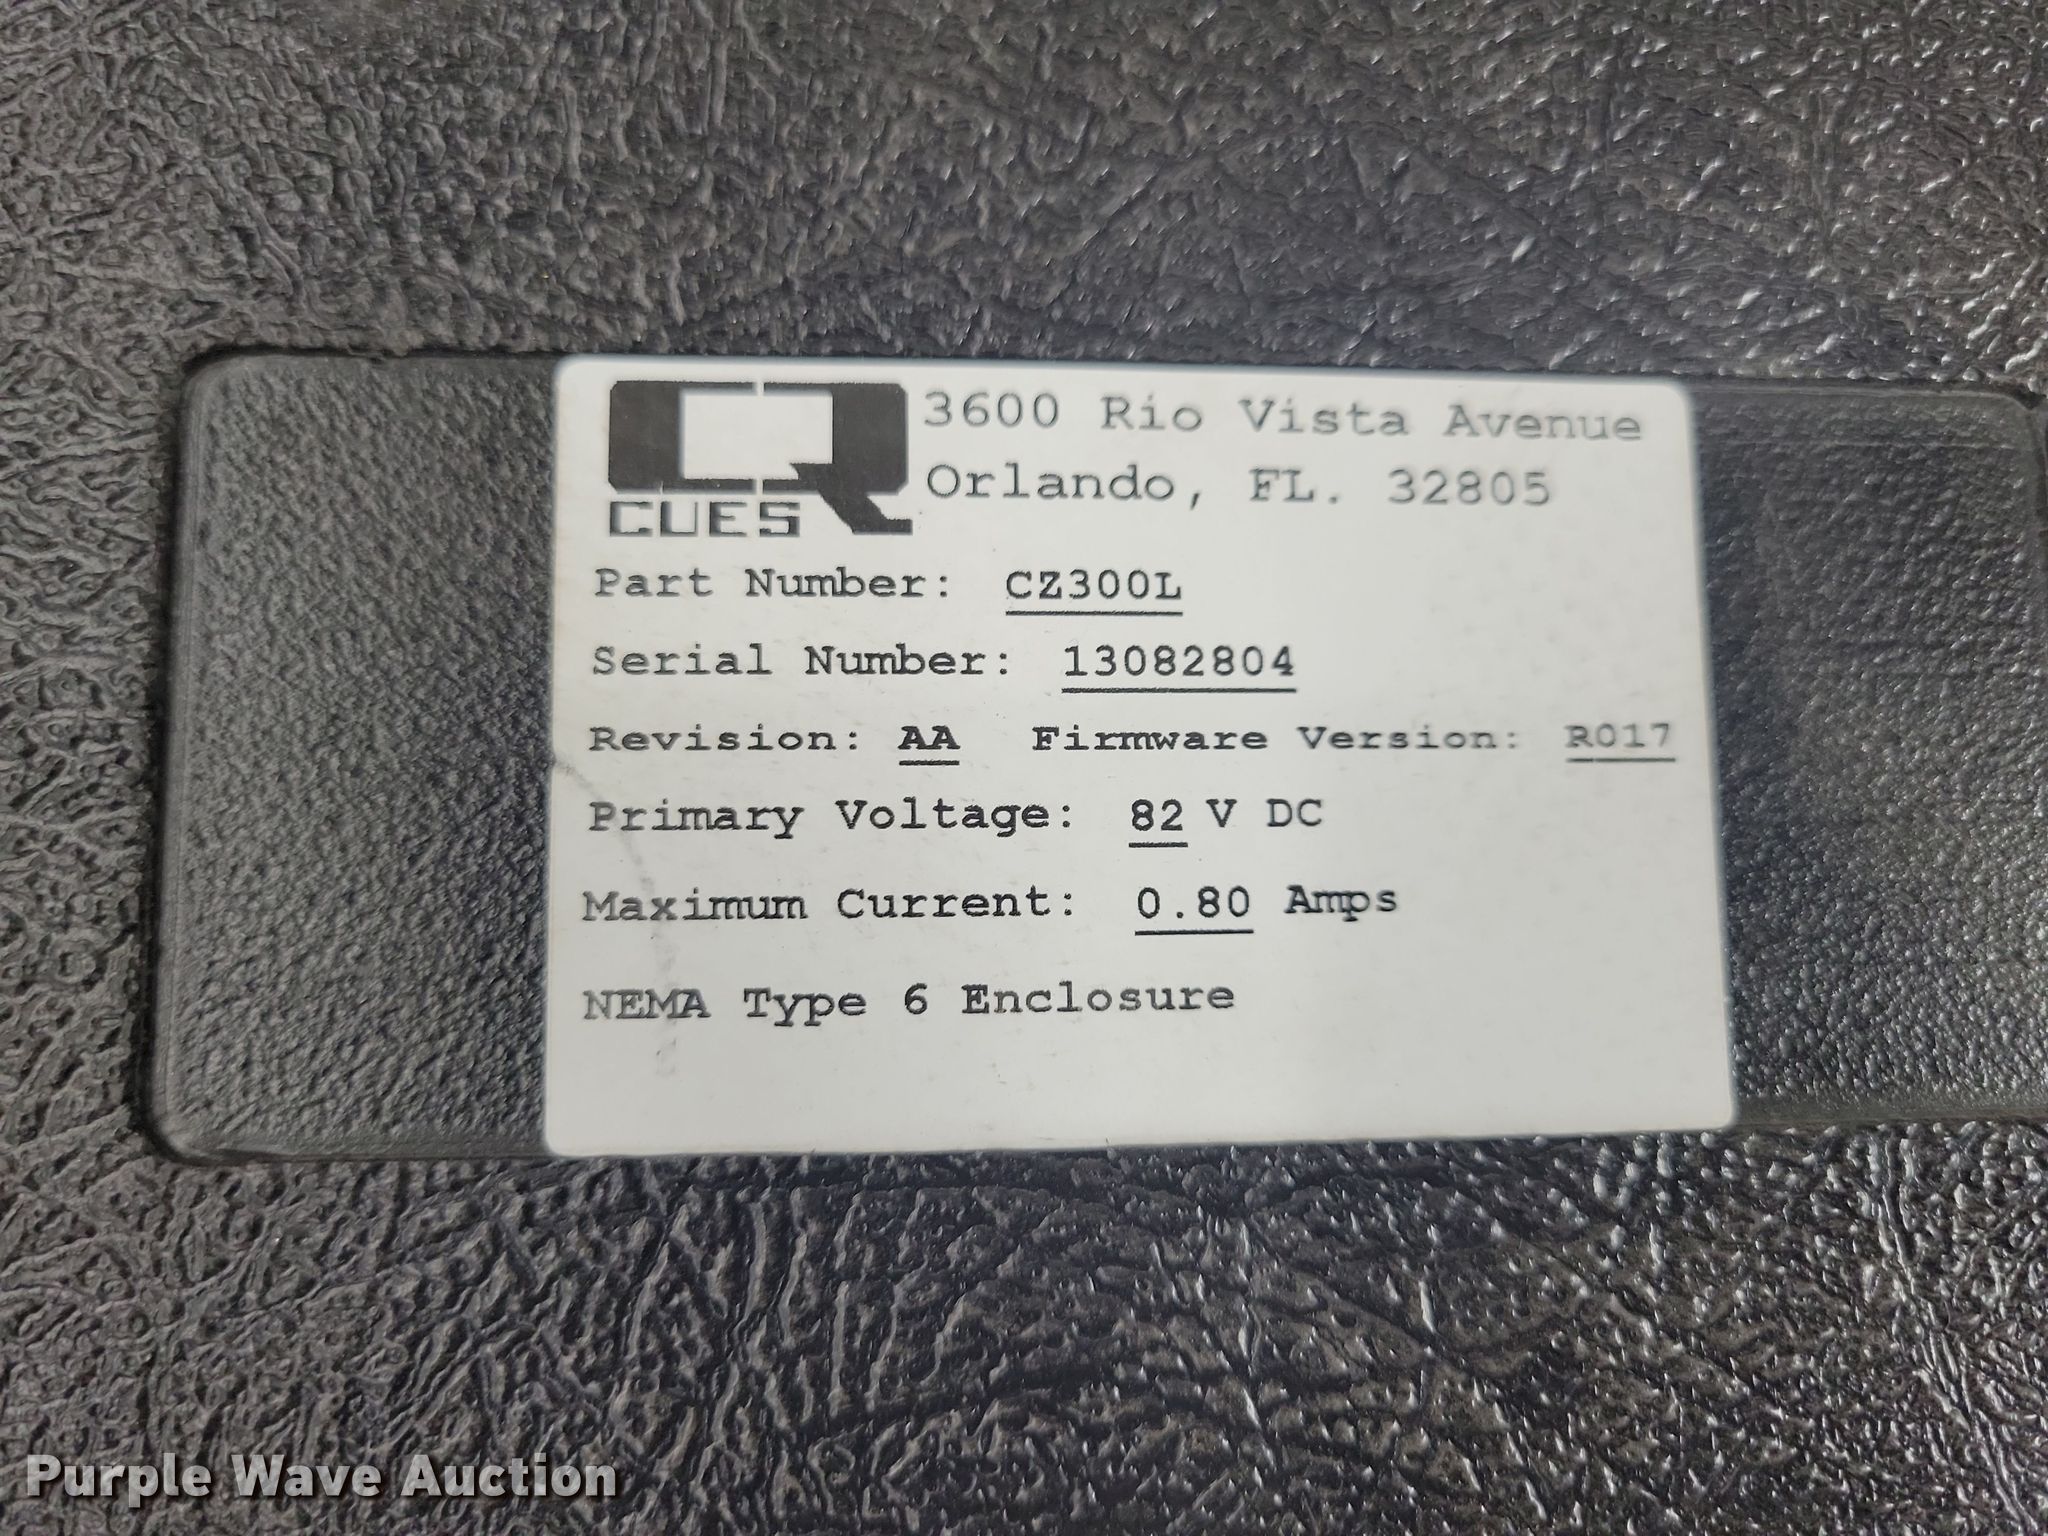 3600 Rio Vista Avenue
Orlando, FL. 32805
CUES
Part Number: CZ300L
Serial Number: 13082804
Revision: AA Firmware Version: R017
Primary Voltage: 82 V DC
Maximum Current: 0.80 Amps
NEMA Type 6 Enclosure
Purple Wave Auction